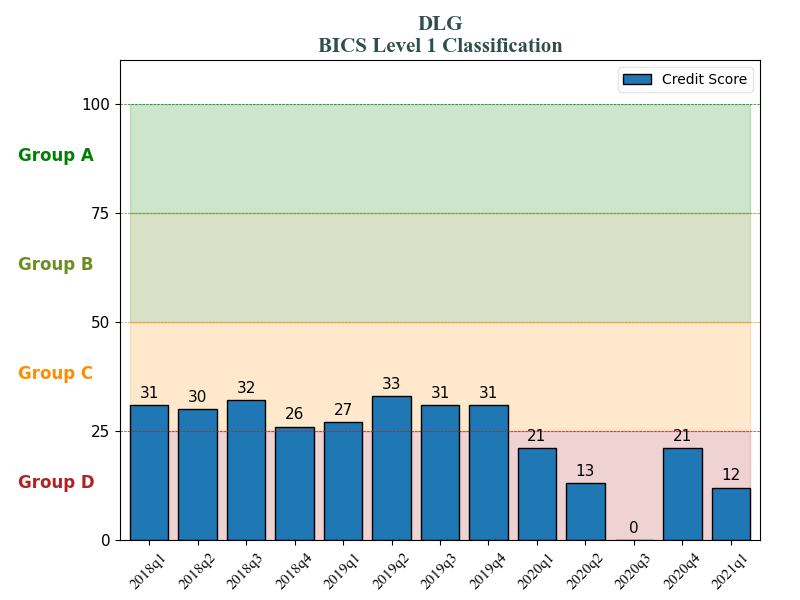 DLG
BICS Level 1 Classification
Credit Score
100
Group A
75
Group B
50
Group C
25
Group D
0
31
30
32
26
27
33
31
31
21
13
0
21
12
2018q1
2018q2
2018q3
2018q4
2019q1
2019q2
2019q3
2019q4
2020q1
2020q2
2020q3
2020q4
2021q1